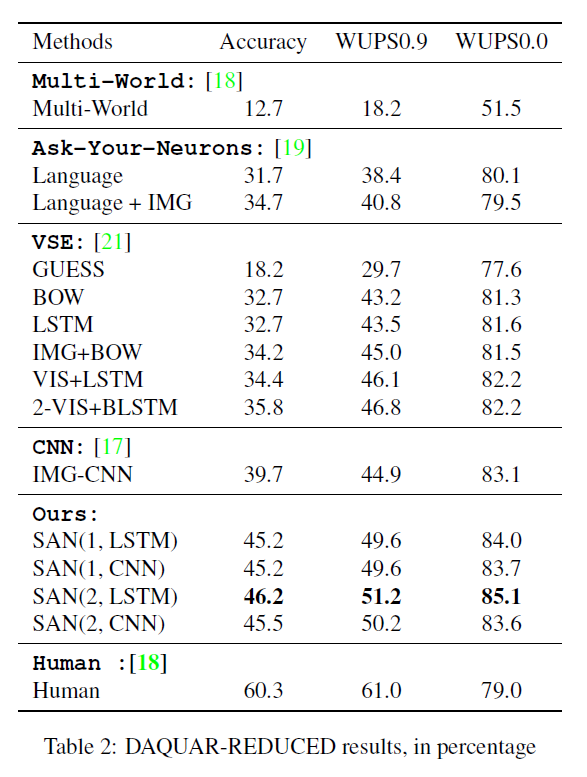 Methods Accuracy WUPS0.9 WUPS0.0
Multi-World: [18]
Multi-World 12.7 18.2 51.5
Ask-Your-Neurons: [19]
Language 31.7 38.4 80.1
Language + IMG 34.7 40.8 79.5
VSE: [21]
GUESS 18.2 29.7 77.6
BOW 32.7 43.2 81.3
LSTM 32.7 43.5 81.6
IMG+BOW 34.2 45.0 81.5
VIS+LSTM 34.4 46.1 82.2
2-VIS+BLSTM 35.8 46.8 82.2
CNN: [17]
IMG-CNN 39.7 44.9 83.1
Ours:
SAN(1, LSTM) 45.2 49.6 84.0
SAN(1, CNN) 45.2 49.6 83.7
SAN(2, LSTM) 46.2 51.2 85.1
SAN(2, CNN) 45.5 50.2 83.6
Human :[18]
Human 60.3 61.0 79.0
Table 2: DAQUAR-REDUCED results, in percentage